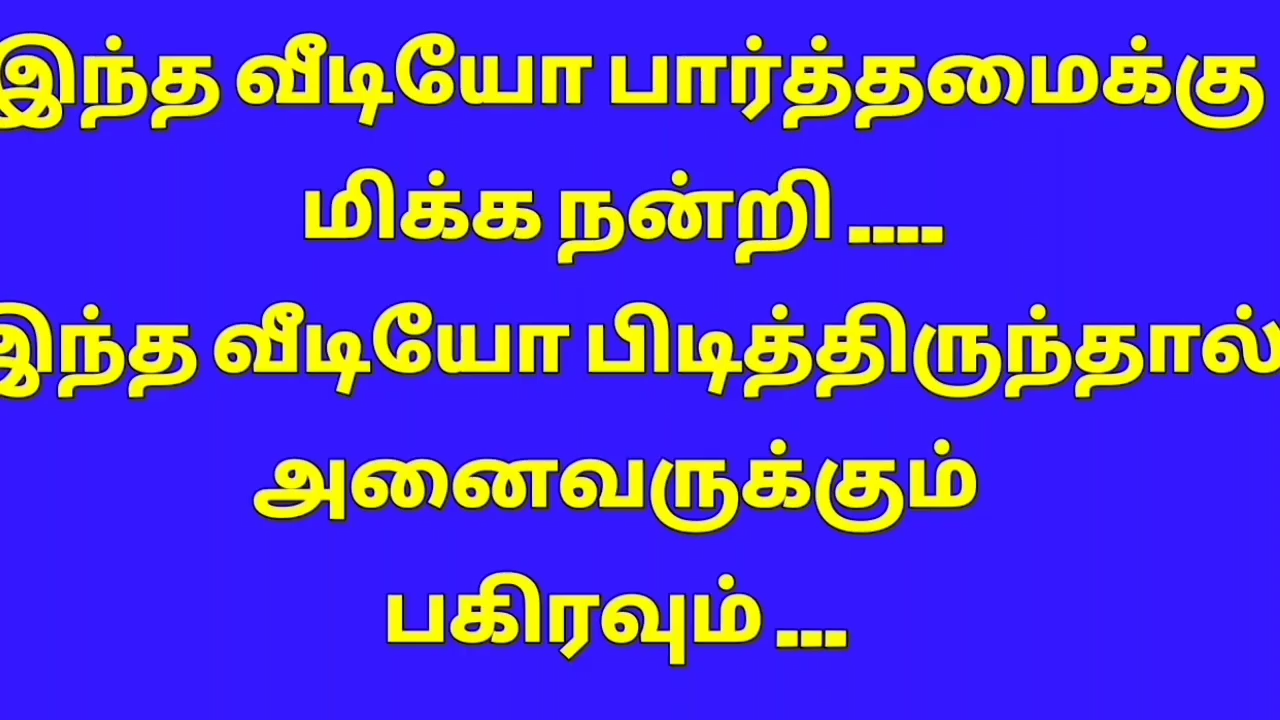 இந்த வீடியோ பார்த்தமைக்கு
மிக்க நன்றி ....
இந்த வீடியோ பிடித்திருந்தால்
அனைவருக்கும்
பகிரவும் ...